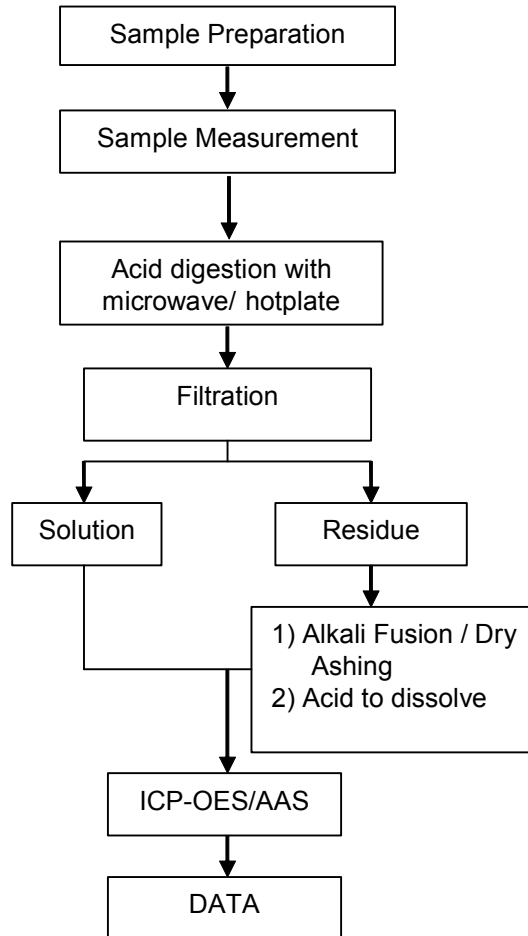 Sample Preparation
Sample Measurement
Acid digestion with
microwave/ hotplate
Filtration
Solution
Residue
1) Alkali Fusion / Dry
Ashing
2) Acid to dissolve
ICP-OES/AAS
DATA